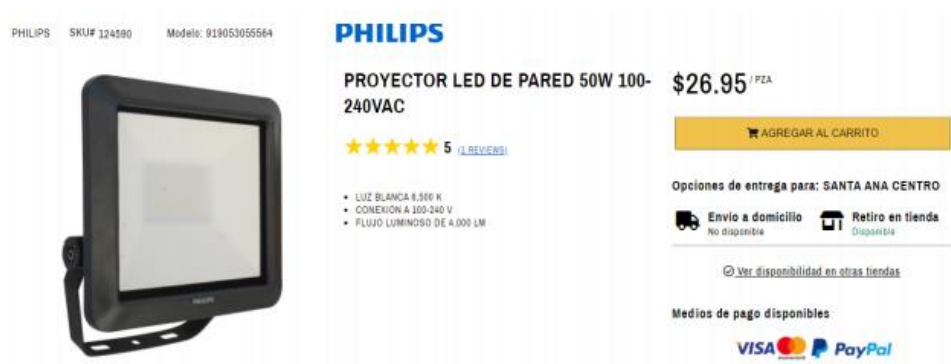 PHILIPS SKU# 124590 Modelo: 919053055564
PHILIPS
PROYECTOR LED DE PARED 50W 100-
240VAC
5 (1 REVIEWS)
• LUZ BLANCA 6,500 K
• CONEXIÓN A 100-240 V
• FLUJO LUMINOSO DE 4,000 LM
$26.95 / PZA
AGREGAR AL CARRITO
Opciones de entrega para: SANTA ANA CENTRO
Envío a domicilio
No disponible
Retiro en tienda
Disponible
Ver disponibilidad en otras tiendas
Medios de pago disponibles
VISA PayPal
PHILIPS